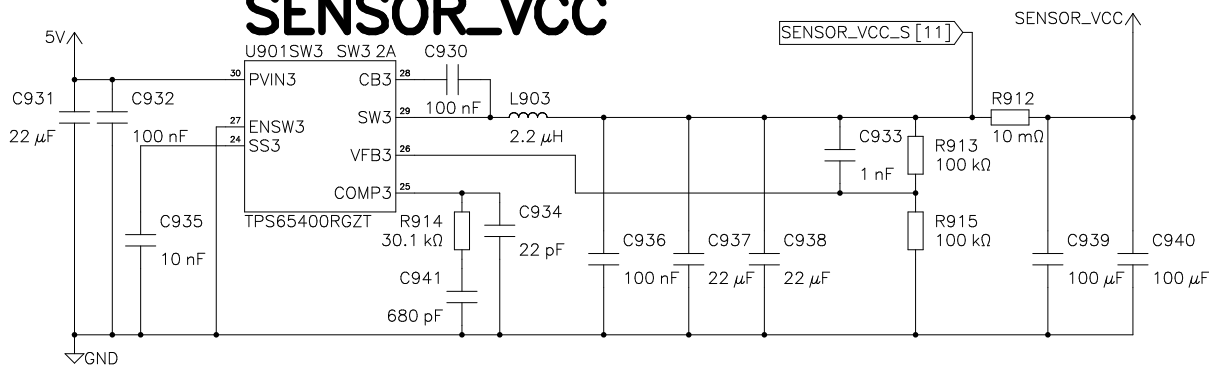 SENSOR_VCC
SENSOR_VCC
5V
U901SW3 SW3 2A
C930
SENSOR_VCC_S [11]
30 PVIN3
CB3 28
C931
22 µF
C932
100 nF
100 nF
L903
2.2 µH
R912
10 mΩ
27 ENSW3
24 SS3
SW3 29
VFB3 26
COMP3 25
C933
1 nF
R913
100 kΩ
TPS65400RGZT
C935
10 nF
R914
30.1 kΩ
C934
22 pF
R915
100 kΩ
C936
100 nF
C937
22 µF
C938
22 µF
C939
100 µF
C940
100 µF
C941
680 pF
GND